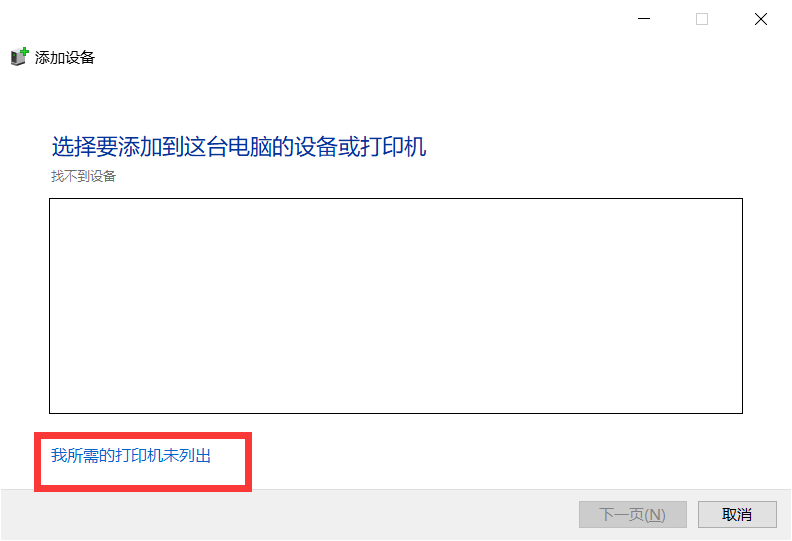 添加设备
选择要添加到这台电脑的设备或打印机
找不到设备
我所需的打印机未列出
下一页(N)
取消